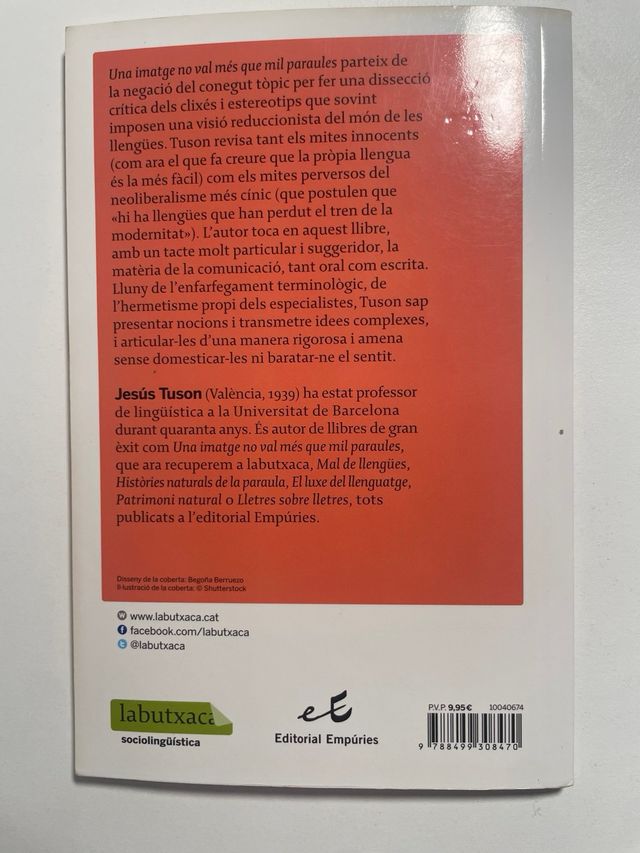 Una imatge no val més que mil paraules parteix de
la negació del conegut tòpic per fer una dissecció
crítica dels clixés i estereotips que sovint
imposen una visió reduccionista del món de les
llengües. Tuson revisa tant els mites innocents
(com ara el que fa creure que la pròpia llengua
és la més fàcil) com els mites perversos del
neoliberalisme més cínic (que postulen que
«hi ha llengües que han perdut el tren de la
modernitat»). L'autor toca en aquest llibre,
amb un tacte molt particular i suggeridor, la
matèria de la comunicació, tant oral com escrita.
Lluny de l'enfarfegament terminològic, de
l'hermetisme propi dels especialistes, Tuson sap
presentar nocions i transmetre idees complexes,
i articular-les d'una manera rigorosa i amena
sense domesticar-les ni baratar-ne el sentit.
Jesús Tuson (València, 1939) ha estat professor
de lingüística a la Universitat de Barcelona
durant quaranta anys. És autor de llibres de gran
èxit com Una imatge no val més que mil paraules,
que ara recuperem a labutxaca, Mal de llengües,
Històries naturals de la paraula, El luxe del llenguatge,
Patrimoni natural o Lletres sobre lletres, tots
publicats a l'editorial Empúries.
Disseny de la coberta: Begoña Berruezo
Il·lustració de la coberta: © Shutterstock
www.labutxaca.cat
facebook.com/labutxaca
@labutxaca
labutxaca
sociolingüística
Editorial Empúries
P.V.P. 9,95 € 10040674
9 788499 308470